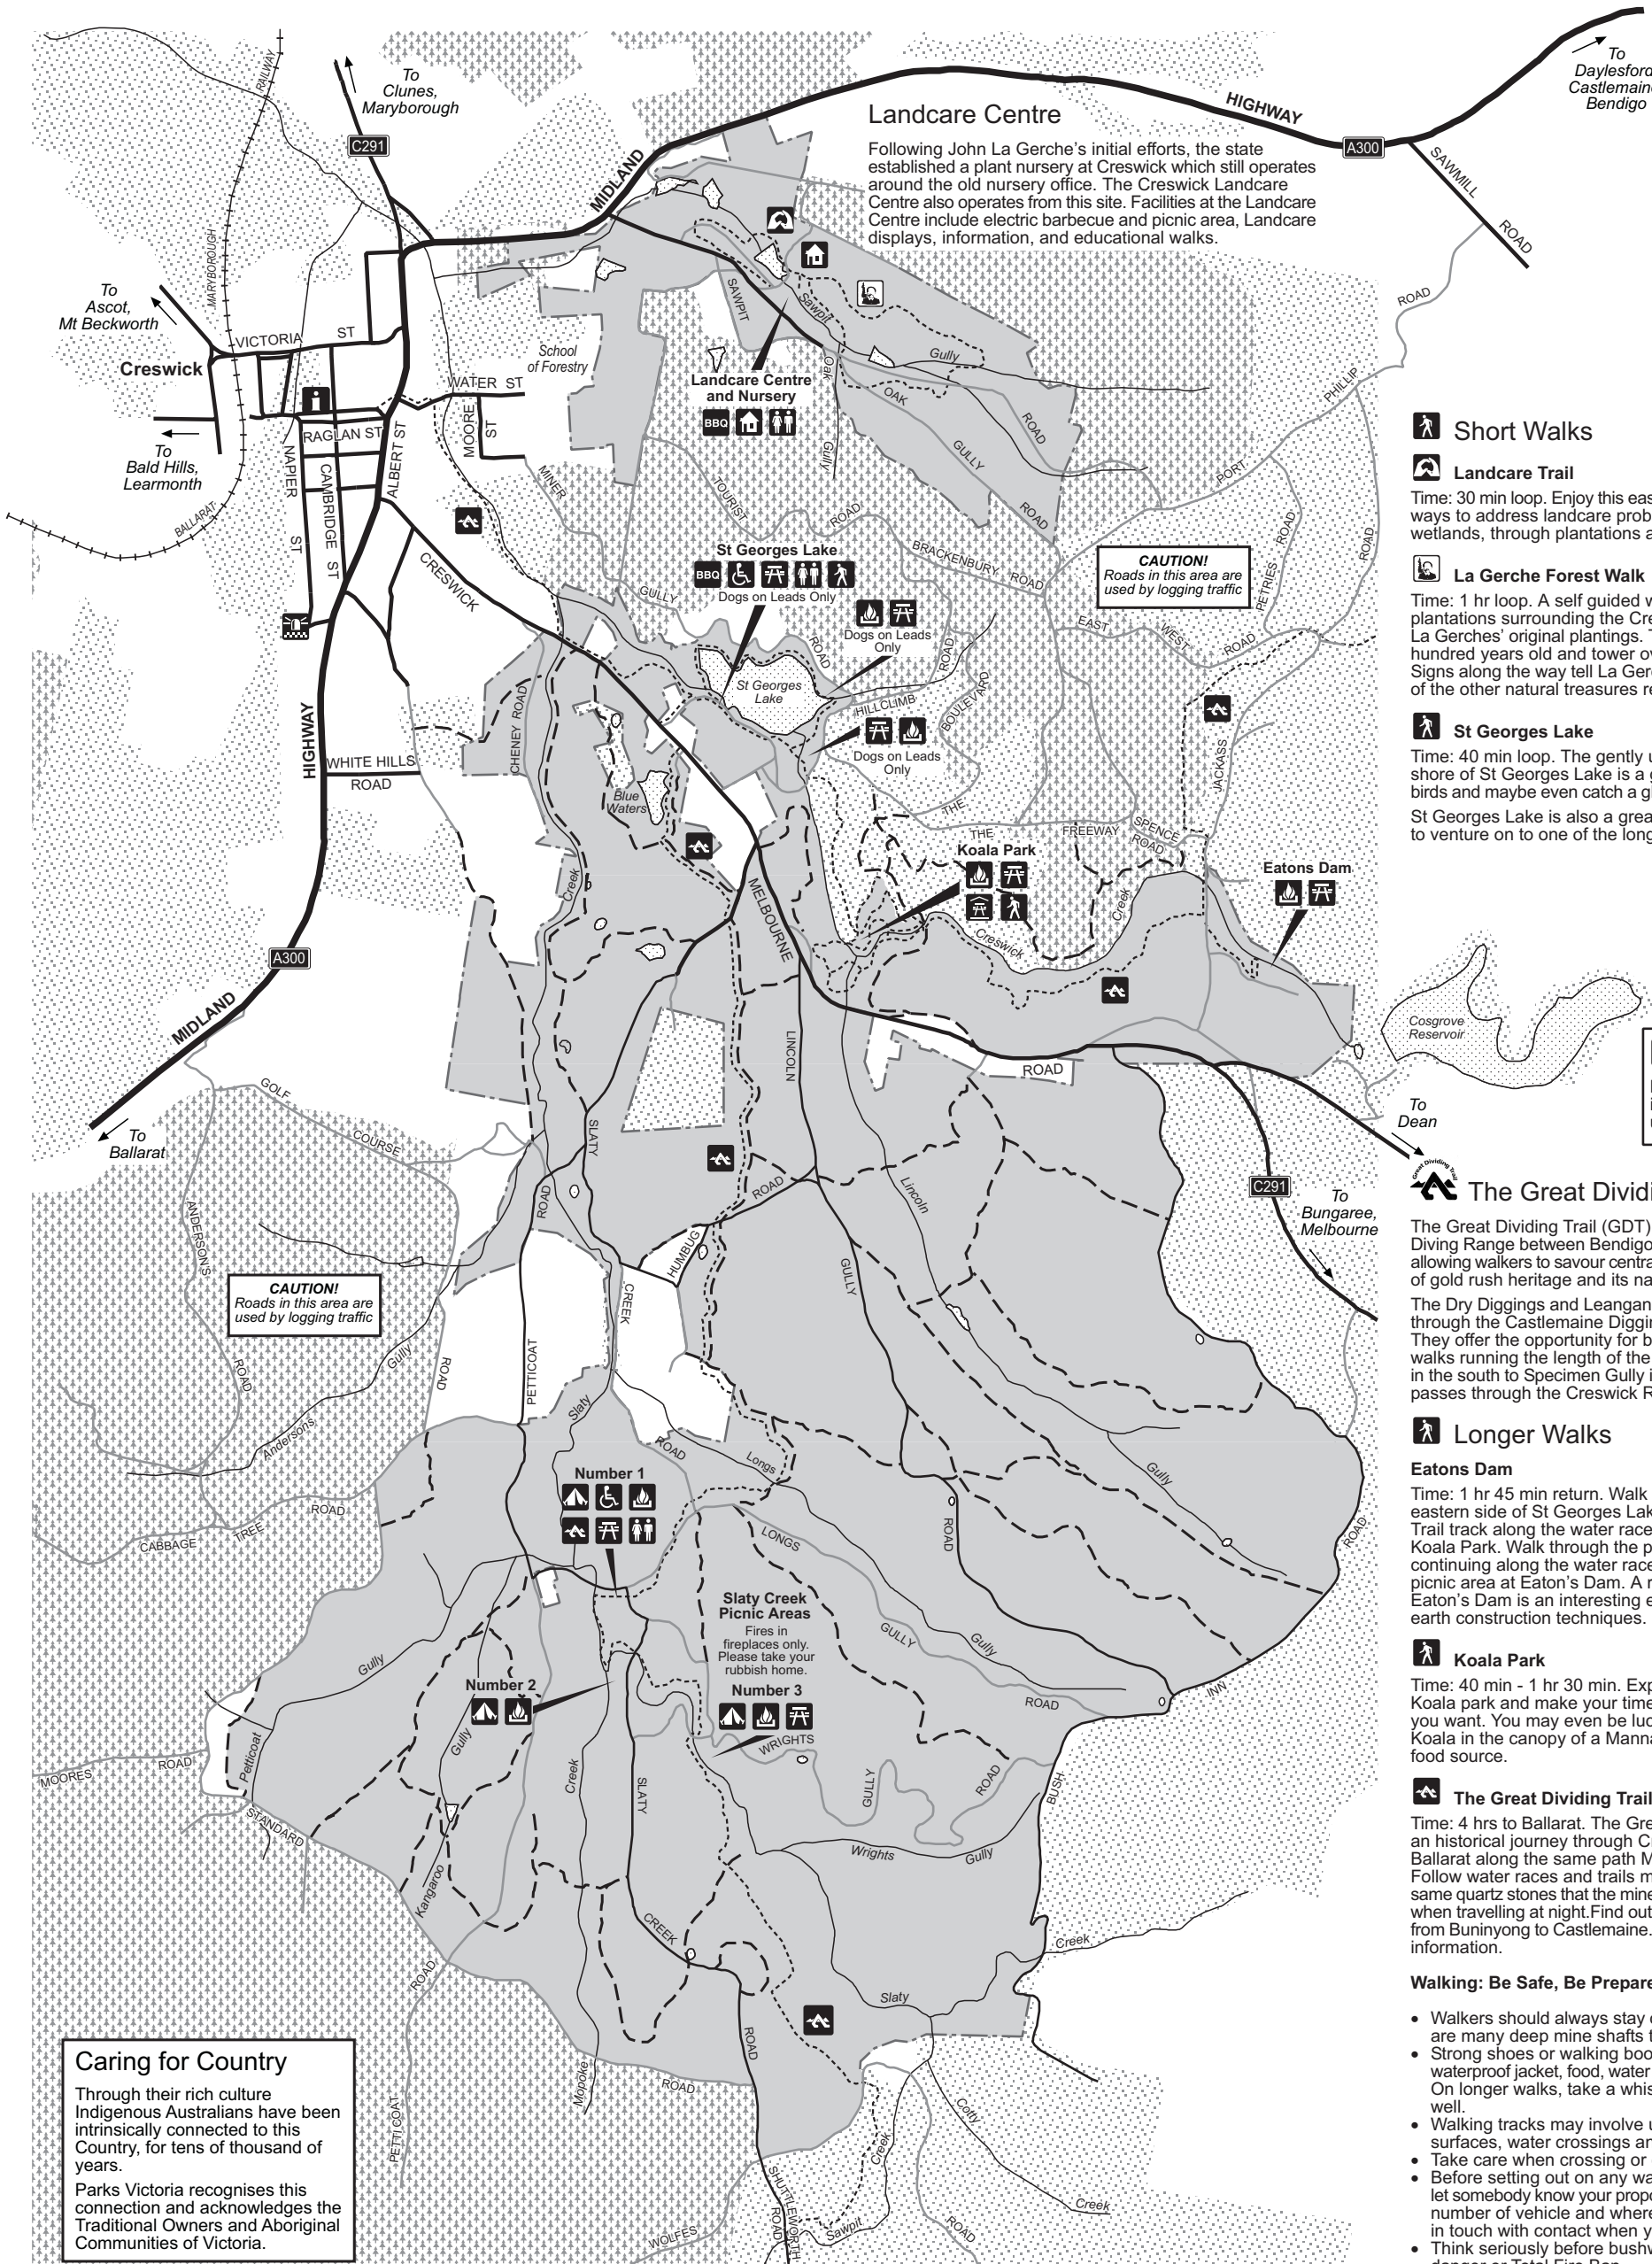 To
Clunes,
Maryborough
C291
RAILWAY
MARYBOROUGH
BALLARAT
To
Daylesford
Castlemaine
Bendigo
HIGHWAY
A300
SAWMILL
ROAD
MIDLAND
Landcare Centre
Following John La Gerche's initial efforts, the state
established a plant nursery at Creswick which still operates
around the old nursery office. The Creswick Landcare
Centre also operates from this site. Facilities at the Landcare
Centre include electric barbecue and picnic area, Landcare
displays, information, and educational walks.
To
Ascot,
Mt Beckworth
VICTORIA ST
Creswick
School
of Forestry
WATER ST
MOORE ST
RAGLAN ST
NAPIER ST
CAMBRIDGE ST
ALBERT ST
To
Bald Hills,
Learmonth
SAWPIT
Sawpit
Gully
Oak
Gully
OAK
GULLY
ROAD
ROAD
Landcare Centre
and Nursery
BBQ
PORT
PHILLIP
ROAD
MINER
GULLY
TOURIST
ROAD
BRACKENBURY ROAD
CRESWICK
St Georges Lake
BBQ
Dogs on Leads Only
Dogs on Leads
Only
ROAD
St Georges
Lake
HILLCLIMB
ROAD
BOULEVARD
THE
Dogs on Leads
Only
CAUTION!
Roads in this area are
used by logging traffic
PETRIES ROAD
ROAD
EAST WEST ROAD
JACKASS
THE FREEWAY
SPENCE
ROAD
Koala Park
Creek
Creswick
Eatons Dam
Short Walks
Landcare Trail
Time: 30 min loop. Enjoy this eas
ways to address landcare prob
wetlands, through plantations a
La Gerche Forest Walk
Time: 1 hr loop. A self guided w
plantations surrounding the Cre
La Gerches' original plantings. T
hundred years old and tower ov
Signs along the way tell La Gerc
of the other natural treasures re
St Georges Lake
Time: 40 min loop. The gently u
shore of St Georges Lake is a g
birds and maybe even catch a g
St Georges Lake is also a grea
to venture on to one of the long
HIGHWAY
WHITE HILLS
ROAD
CHENEY ROAD
Blue
Waters
Creek
MELBOURNE
A300
MIDLAND
To
Ballarat
GOLF
COURSE
ANDERSON'S
ROAD
SLATY
ROAD
LINCOLN
ROAD
Cosgrove
Reservoir
To
Dean
C291
To
Bungaree,
Melbourne
Great Dividing Trail
The Great Dividi
The Great Dividing Trail (GDT)
Diving Range between Bendigo
allowing walkers to savour centra
of gold rush heritage and its na
The Dry Diggings and Leangan
through the Castlemaine Diggin
They offer the opportunity for b
walks running the length of the
in the south to Specimen Gully i
passes through the Creswick R
CAUTION!
Roads in this area are
used by logging traffic
HUMBUG
ROAD
CREEK
PETTICOAT
ROAD
GULLY
Lincoln
Gully
Andersons
Gully
Slaty
ROAD
Longs
CABBAGE TREE ROAD
Number 1
LONGS
GULLY
ROAD
Gully
ROAD
INN
ROAD
BUSH
Longer Walks
Eatons Dam
Time: 1 hr 45 min return. Walk
eastern side of St Georges Lak
Trail track along the water race
Koala Park. Walk through the p
continuing along the water race
picnic area at Eaton's Dam. A r
Eaton's Dam is an interesting e
earth construction techniques.
Koala Park
Time: 40 min - 1 hr 30 min. Exp
Koala park and make your time
you want. You may even be luc
Koala in the canopy of a Manna
food source.
The Great Dividing Trail
Time: 4 hrs to Ballarat. The Gre
an historical journey through C
Ballarat along the same path M
Follow water races and trails m
same quartz stones that the mine
when travelling at night.Find out
from Buninyong to Castlemaine.
information.
Slaty Creek
Picnic Areas
Fires in
fireplaces only.
Please take your
rubbish home.
Number 2
Number 3
WRIGHTS
GULLY
ROAD
Gully
Petticoat
Gully
Kangaroo
Creek
SLATY
CREEK
ROAD
MOORES ROAD
STANDARD
ROAD
PETTI COAT
Wrights
Gully
Creek
Slaty
Mopoke
ROAD
WOLFES
SHUTTLEWORTH
ROAD
Creek
Sawpit
Cotty
Creek
ROAD
Walking: Be Safe, Be Prepare
• Walkers should always stay o
are many deep mine shafts t
• Strong shoes or walking boo
waterproof jacket, food, water
On longer walks, take a whis
well.
• Walking tracks may involve u
surfaces, water crossings an
• Take care when crossing or
• Before setting out on any wa
let somebody know your propo
number of vehicle and where
in touch with contact when y
• Think seriously before bushw
danger or Total Fire Ban
Caring for Country
Through their rich culture
Indigenous Australians have been
intrinsically connected to this
Country, for tens of thousand of
years.
Parks Victoria recognises this
connection and acknowledges the
Traditional Owners and Aboriginal
Communities of Victoria.